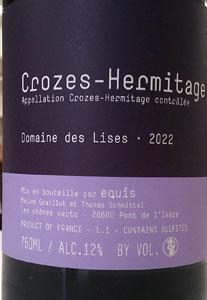 Crozes-Hermitage
Appellation Crozes-Hermitage contrôlée
Domaine des Lises · 2022
Mis en bouteille par equis
Maxime Graillot et Thomas Schmittel
Les chênes verts - 26600 Pont de l'Isère
PRODUCT OF FRANCE - L.1 - CONTAINS SULFITES
750ML / ALC.12% BY VOL.